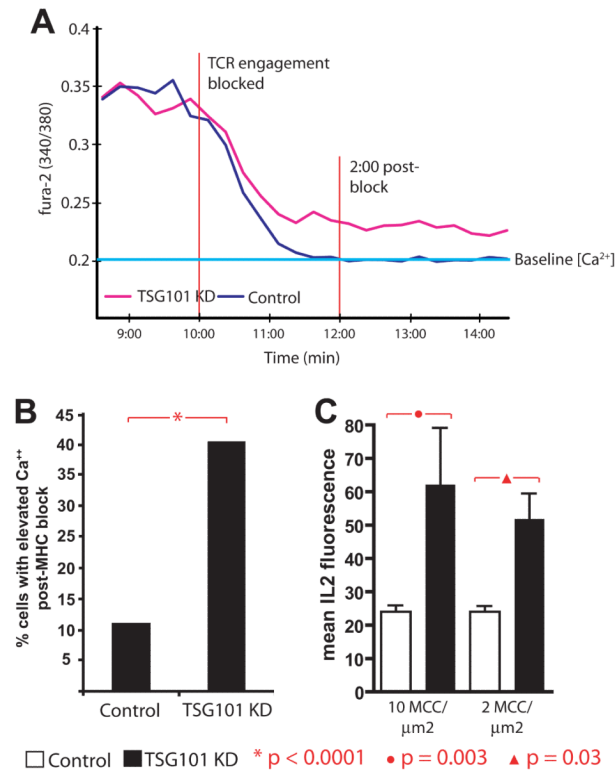 A
0.4
0.35
0.3
0.25
0.2
fura-2 (340/380)
TCR engagement
blocked
2:00 post-
block
Baseline [Ca²⁺]
TSG101 KD
Control
9:00 10:00 11:00 12:00 13:00 14:00
Time (min)
B
45
40
35
30
25
20
15
10
5
% cells with elevated Ca⁺⁺
post-MHC block
*
Control TSG101 KD
C
80
70
60
50
40
30
20
10
0
mean IL2 fluorescence
10 MCC/
μm2
2 MCC/
μm2
Control TSG101 KD * p < 0.0001 ● p = 0.003 ▲ p = 0.03